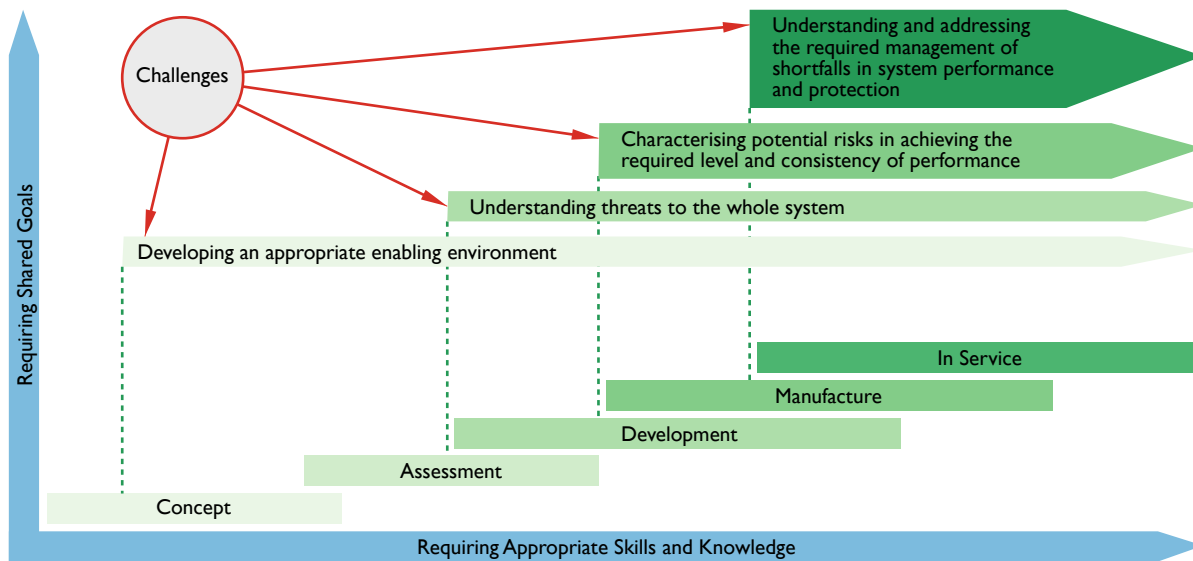 Challenges
Understanding and addressing
the required management of
shortfalls in system performance
and protection
Characterising potential risks in achieving the
required level and consistency of performance
Understanding threats to the whole system
Developing an appropriate enabling environment
Requiring Shared Goals
In Service
Manufacture
Development
Assessment
Concept
Requiring Appropriate Skills and Knowledge